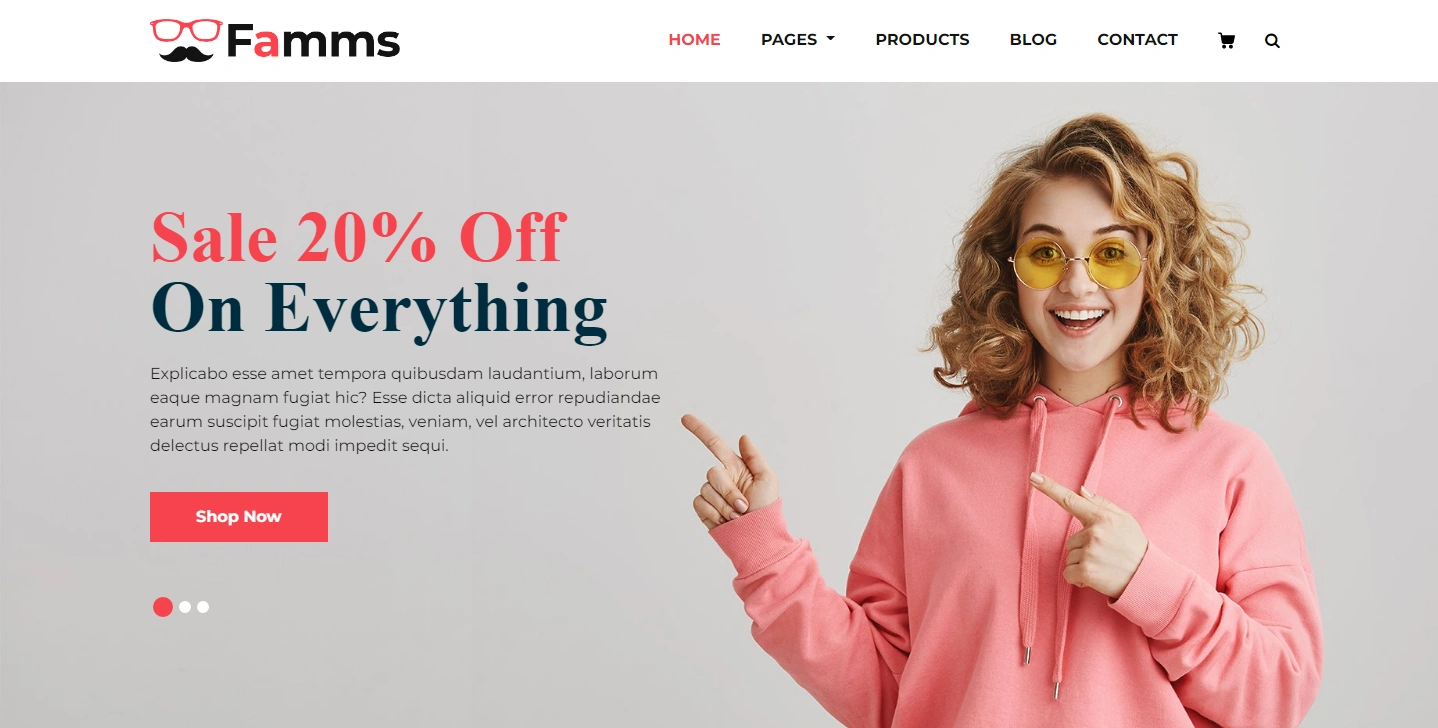 Famms
HOME PAGES PRODUCTS BLOG CONTACT
Sale 20% Off
On Everything
Explicabo esse amet tempora quibusdam laudantium, laborum
eaque magnam fugiat hic? Esse dicta aliquid error repudiandae
earum suscipit fugiat molestias, veniam, vel architecto veritatis
delectus repellat modi impedit sequi.
Shop Now